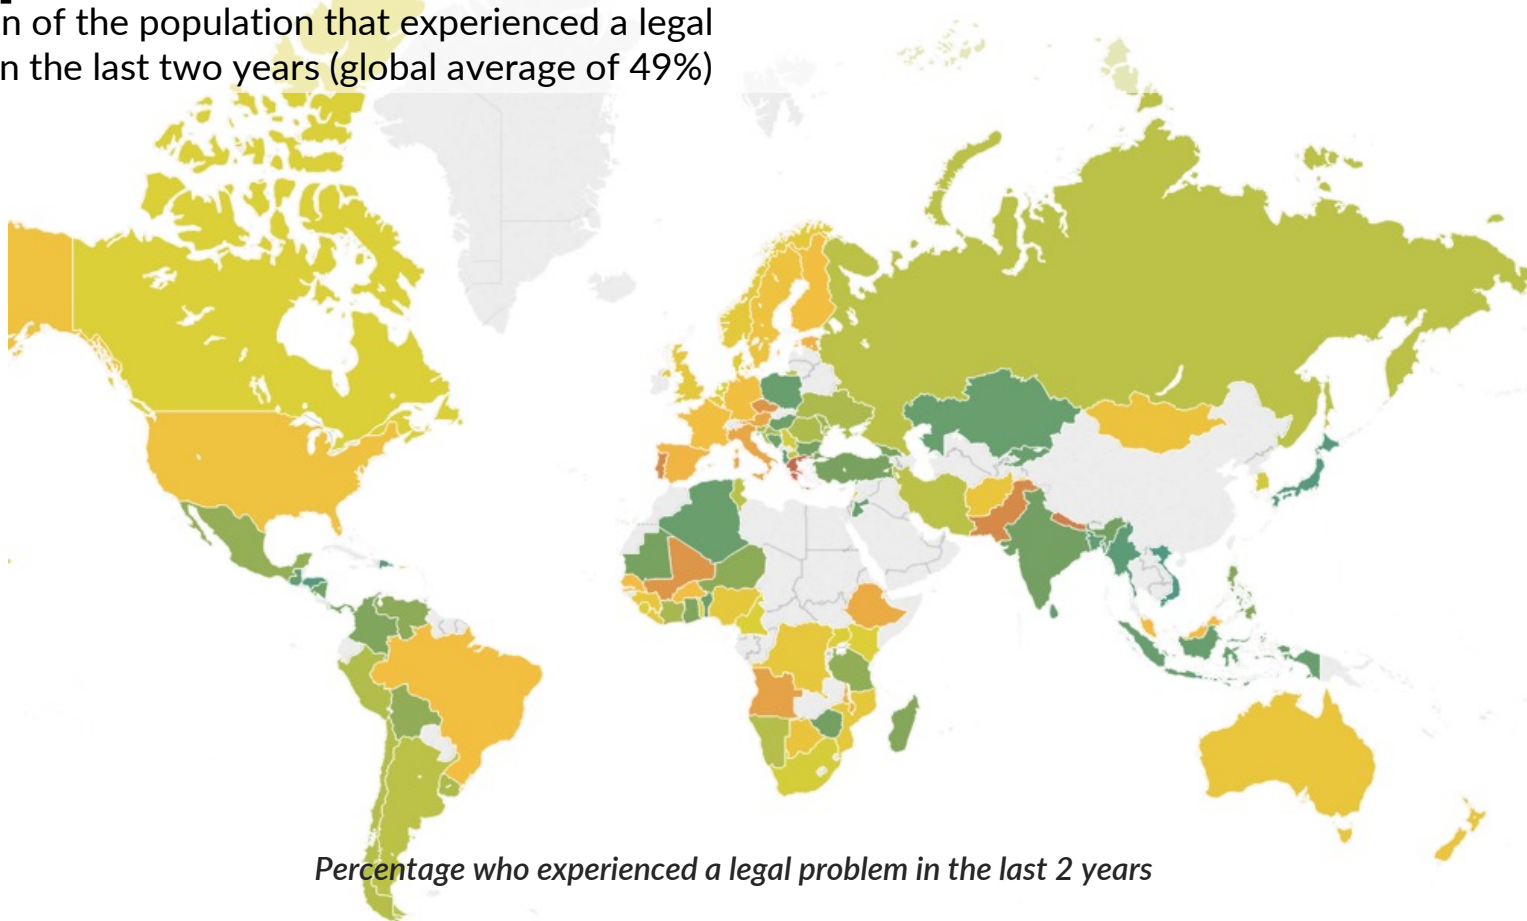 n of the population that experienced a legal
n the last two years (global average of 49%)
Percentage who experienced a legal problem in the last 2 years